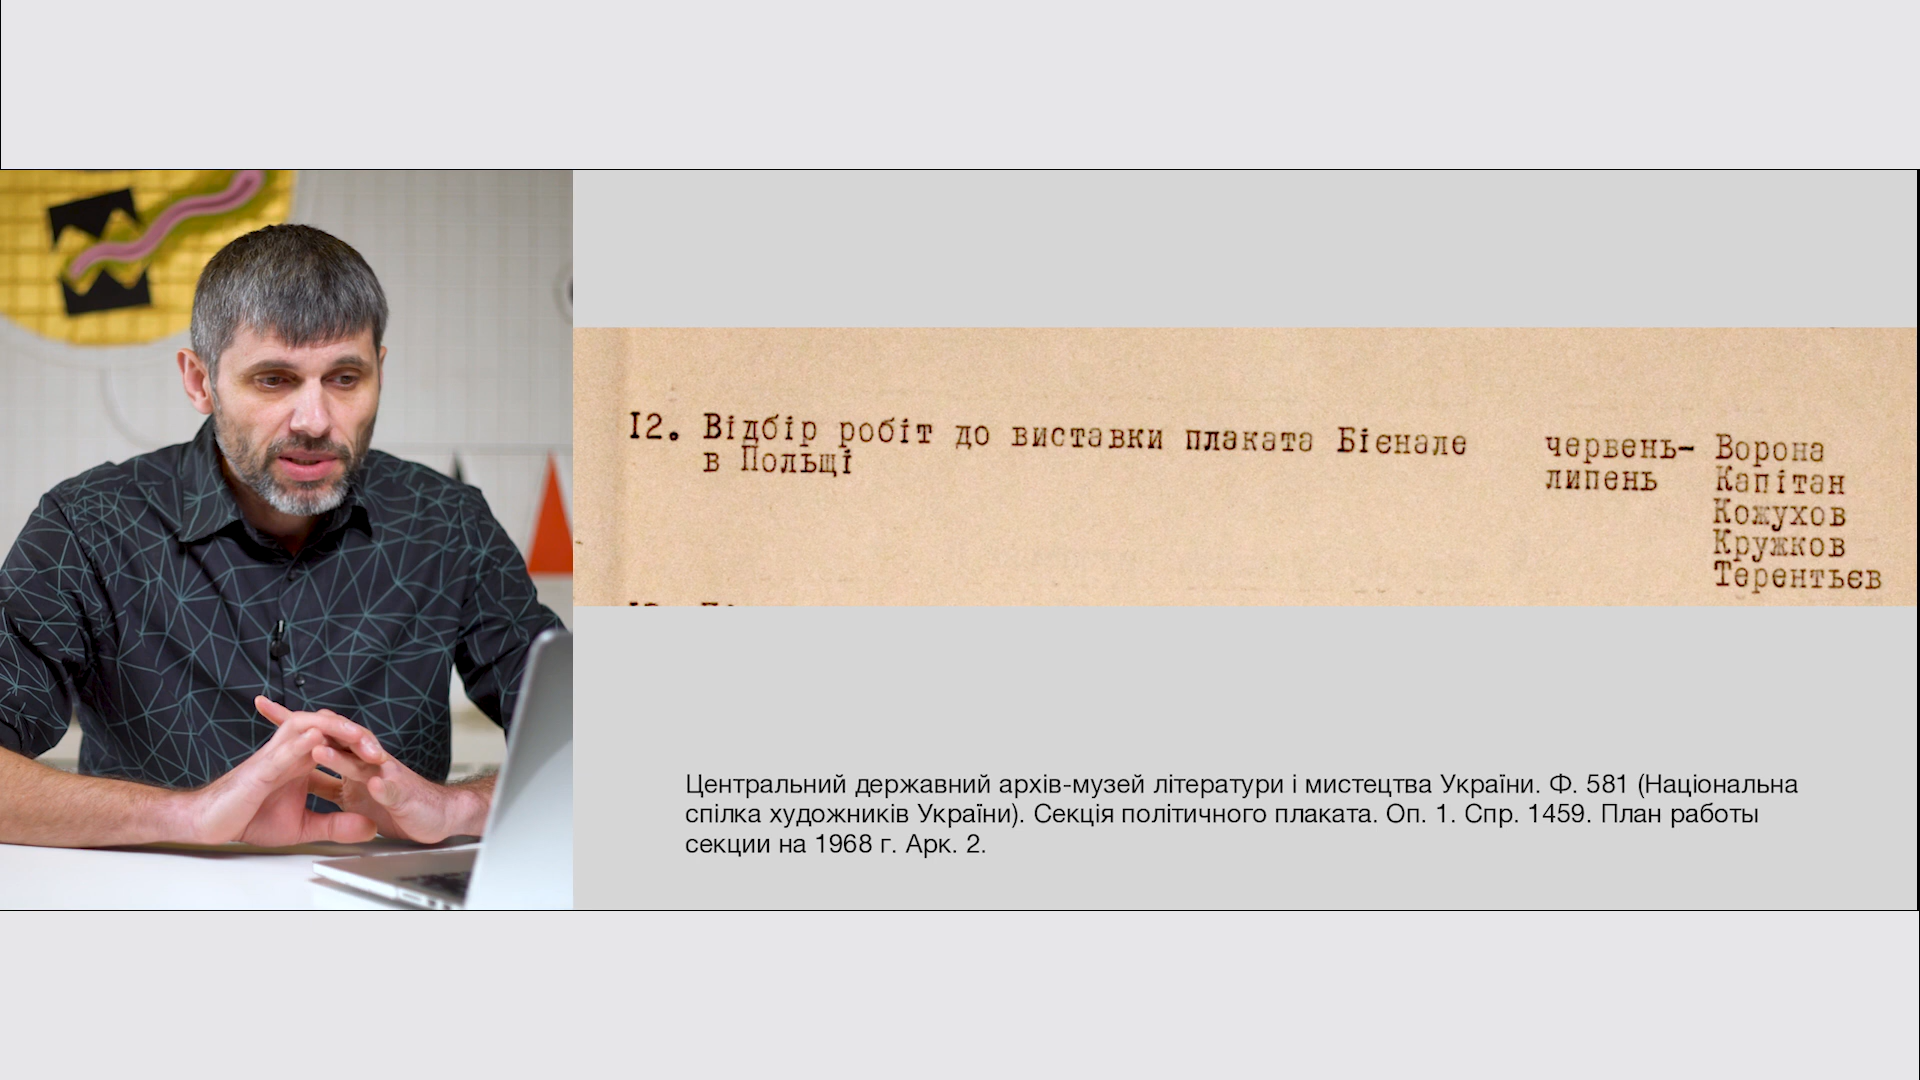 I2. Відбір робіт до виставки плаката Бієнале
в Польщі
червень-
липень
Ворона
Капітан
Кожухов
Кружков
Терентьєв
Центральний державний архів-музей літератури і мистецтва України. Ф. 581 (Національна
спілка художників України). Секція політичного плаката. Оп. 1. Спр. 1459. План работы
секции на 1968 г. Арк. 2.